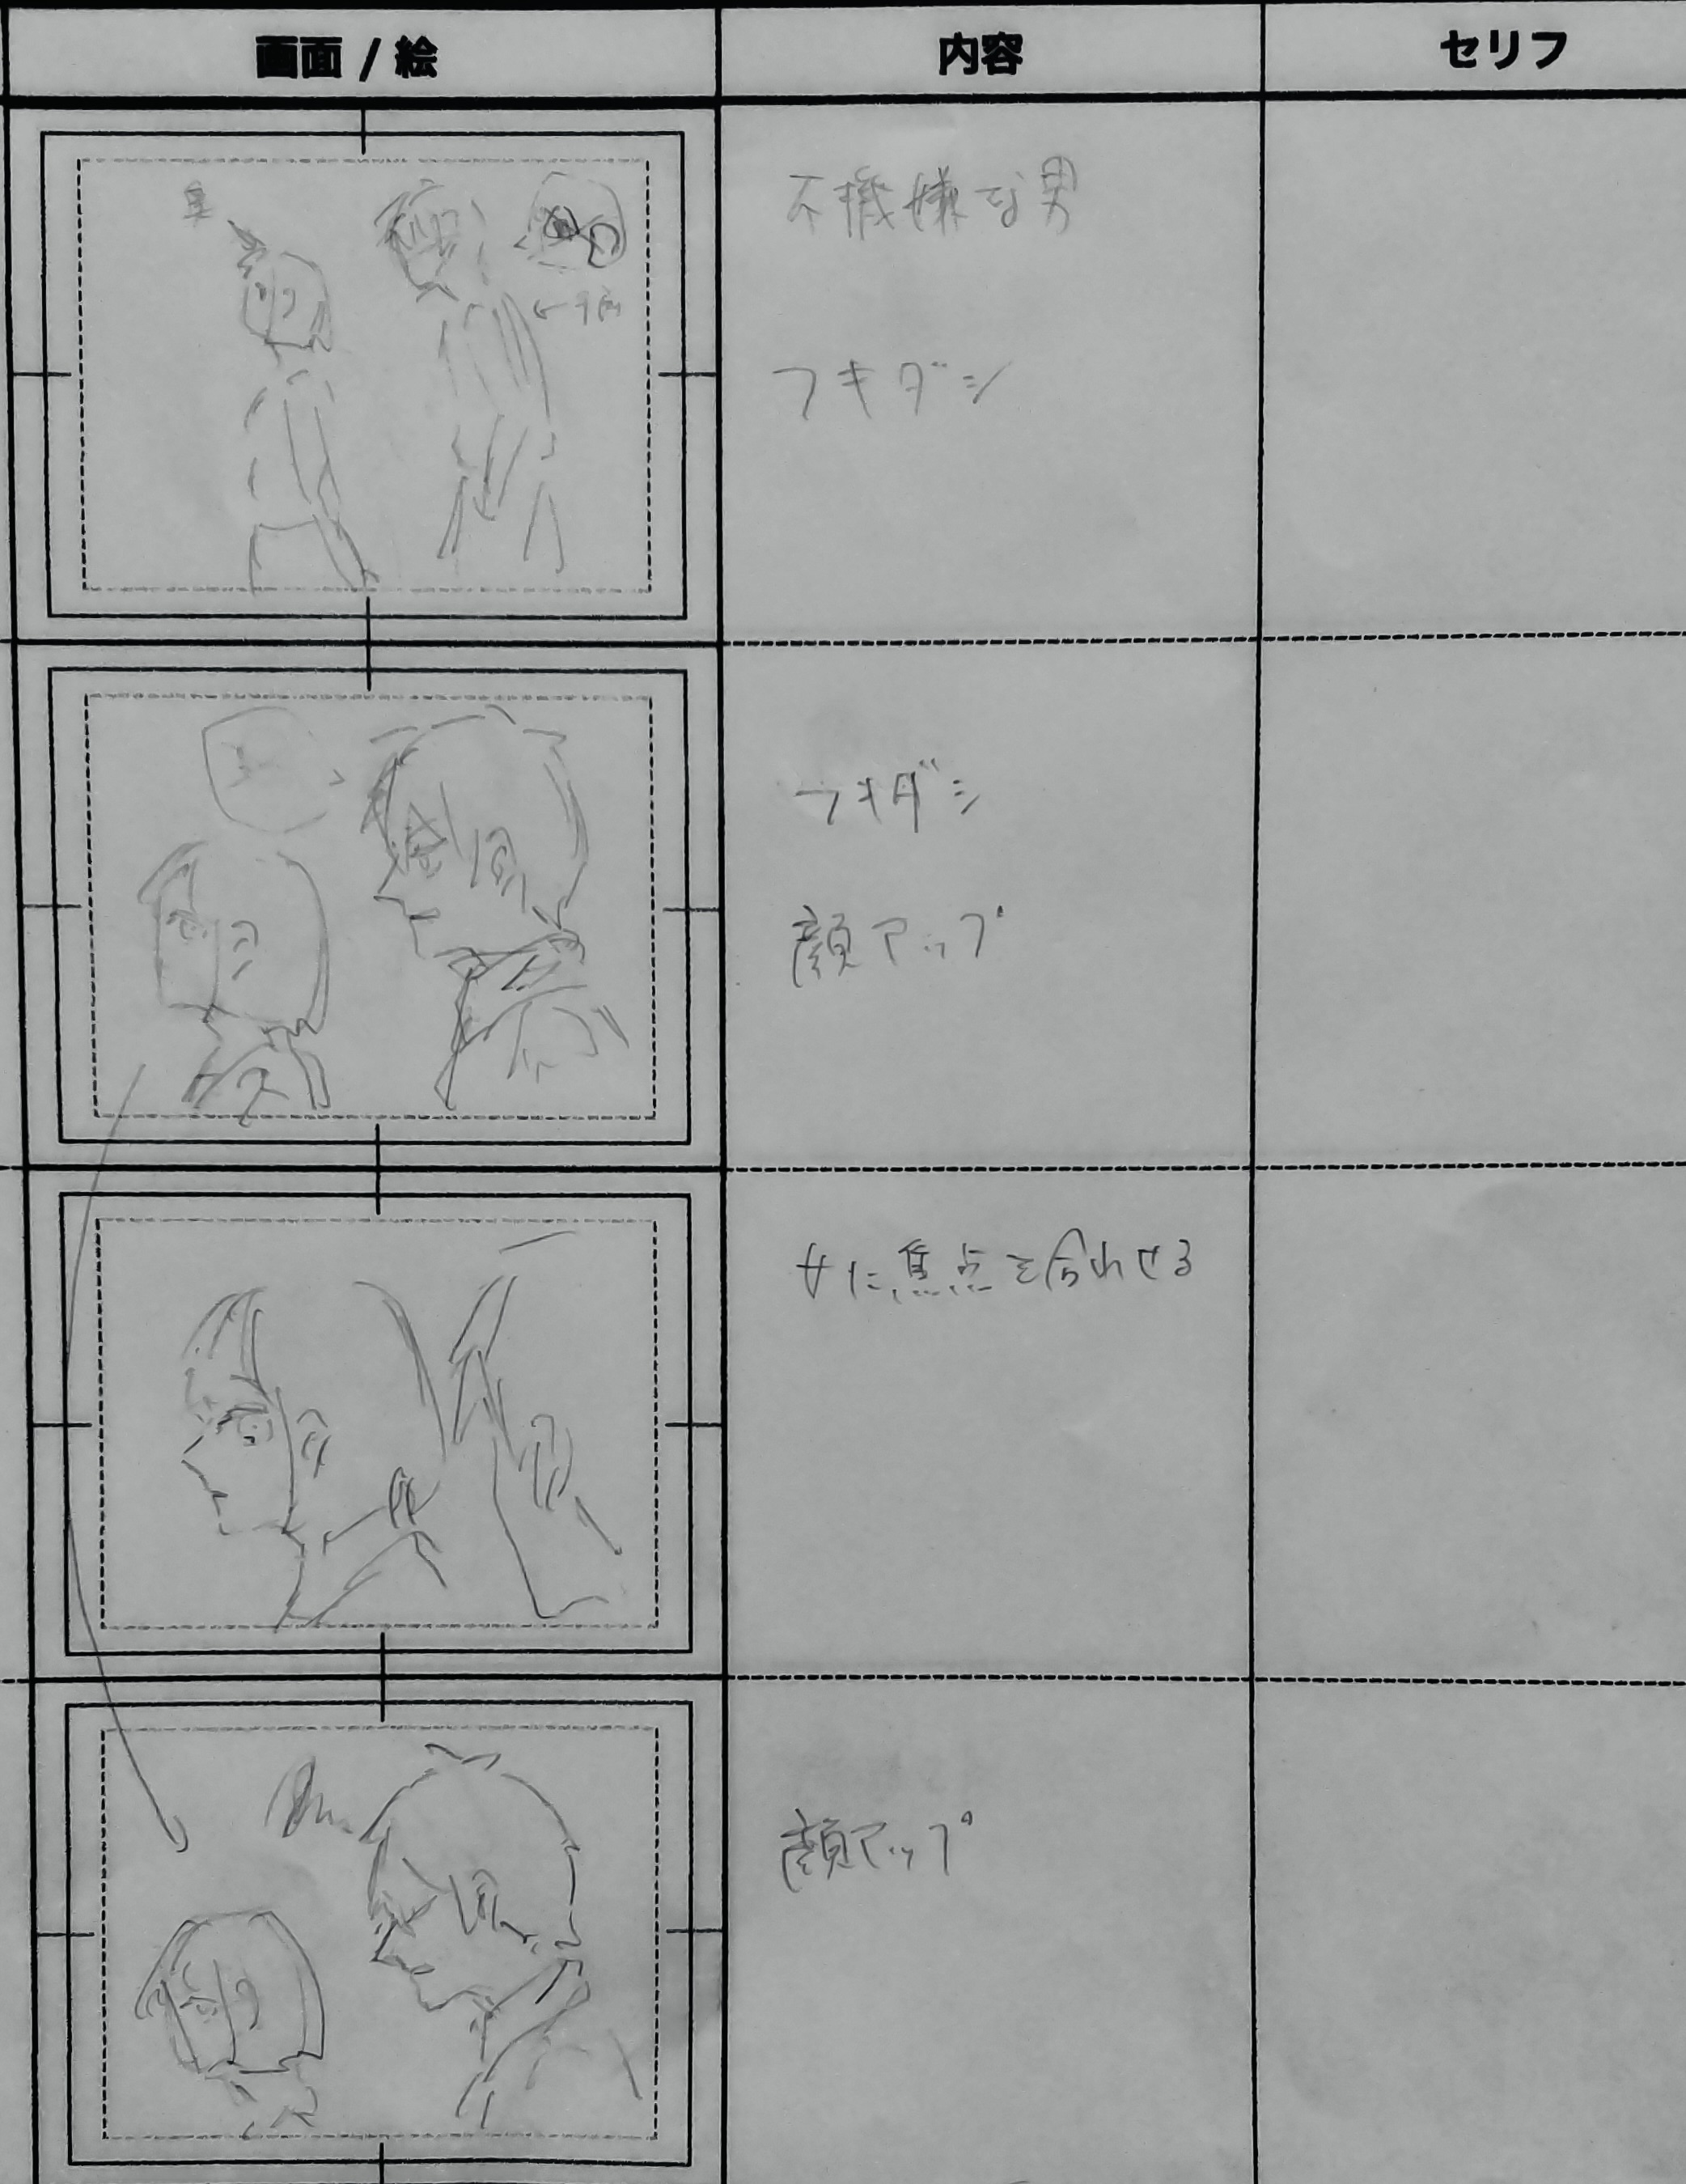 画面 / 絵
内容
セリフ
不機嫌な男
フキダシ
フキダシ
顔アップ
女に焦点を合わせる
顔アップ